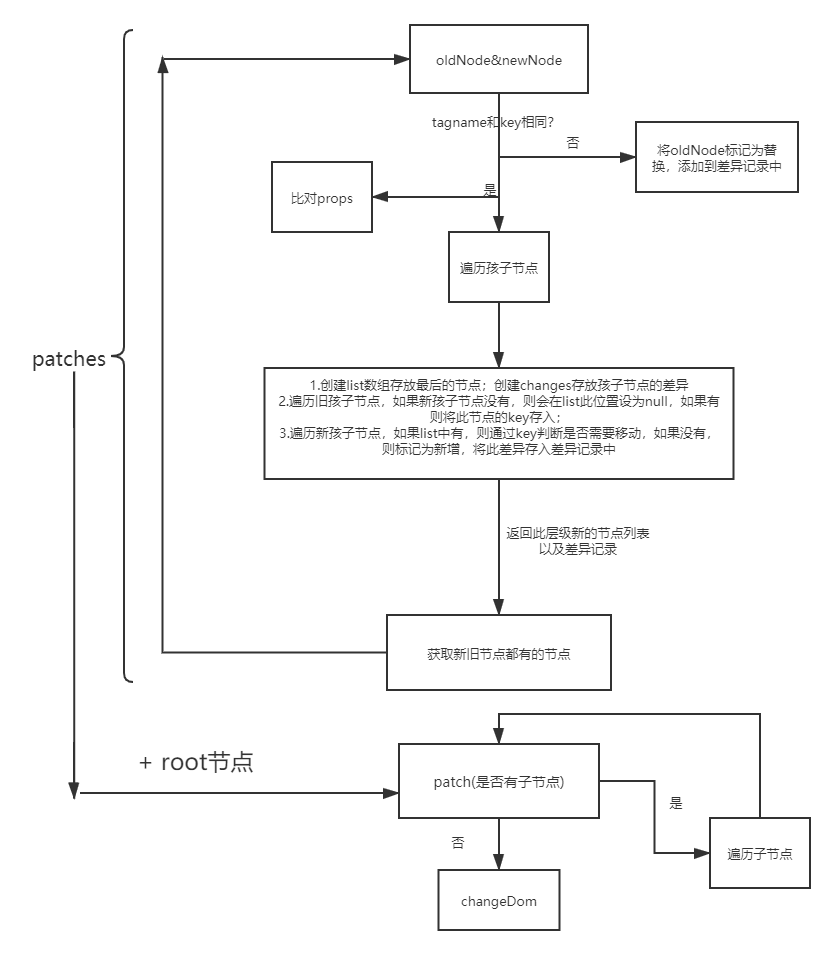 oldNode&newNode
tagname和key相同?
否
将oldNode标记为替
换，添加到差异记录中
是
比对props
遍历孩子节点
patches
1.创建list数组存放最后的节点；创建changes存放孩子节点的差异
2.遍历旧孩子节点，如果新孩子节点没有，则会在list此位置设为null，如果有
则将此节点的key存入；
3.遍历新孩子节点，如果list中有，则通过key判断是否需要移动，如果没有，
则标记为新增，将此差异存入差异记录中
返回此层级新的节点列表
以及差异记录
获取新旧节点都有的节点
+ root节点
patch(是否有子节点)
是
否
遍历子节点
changeDom